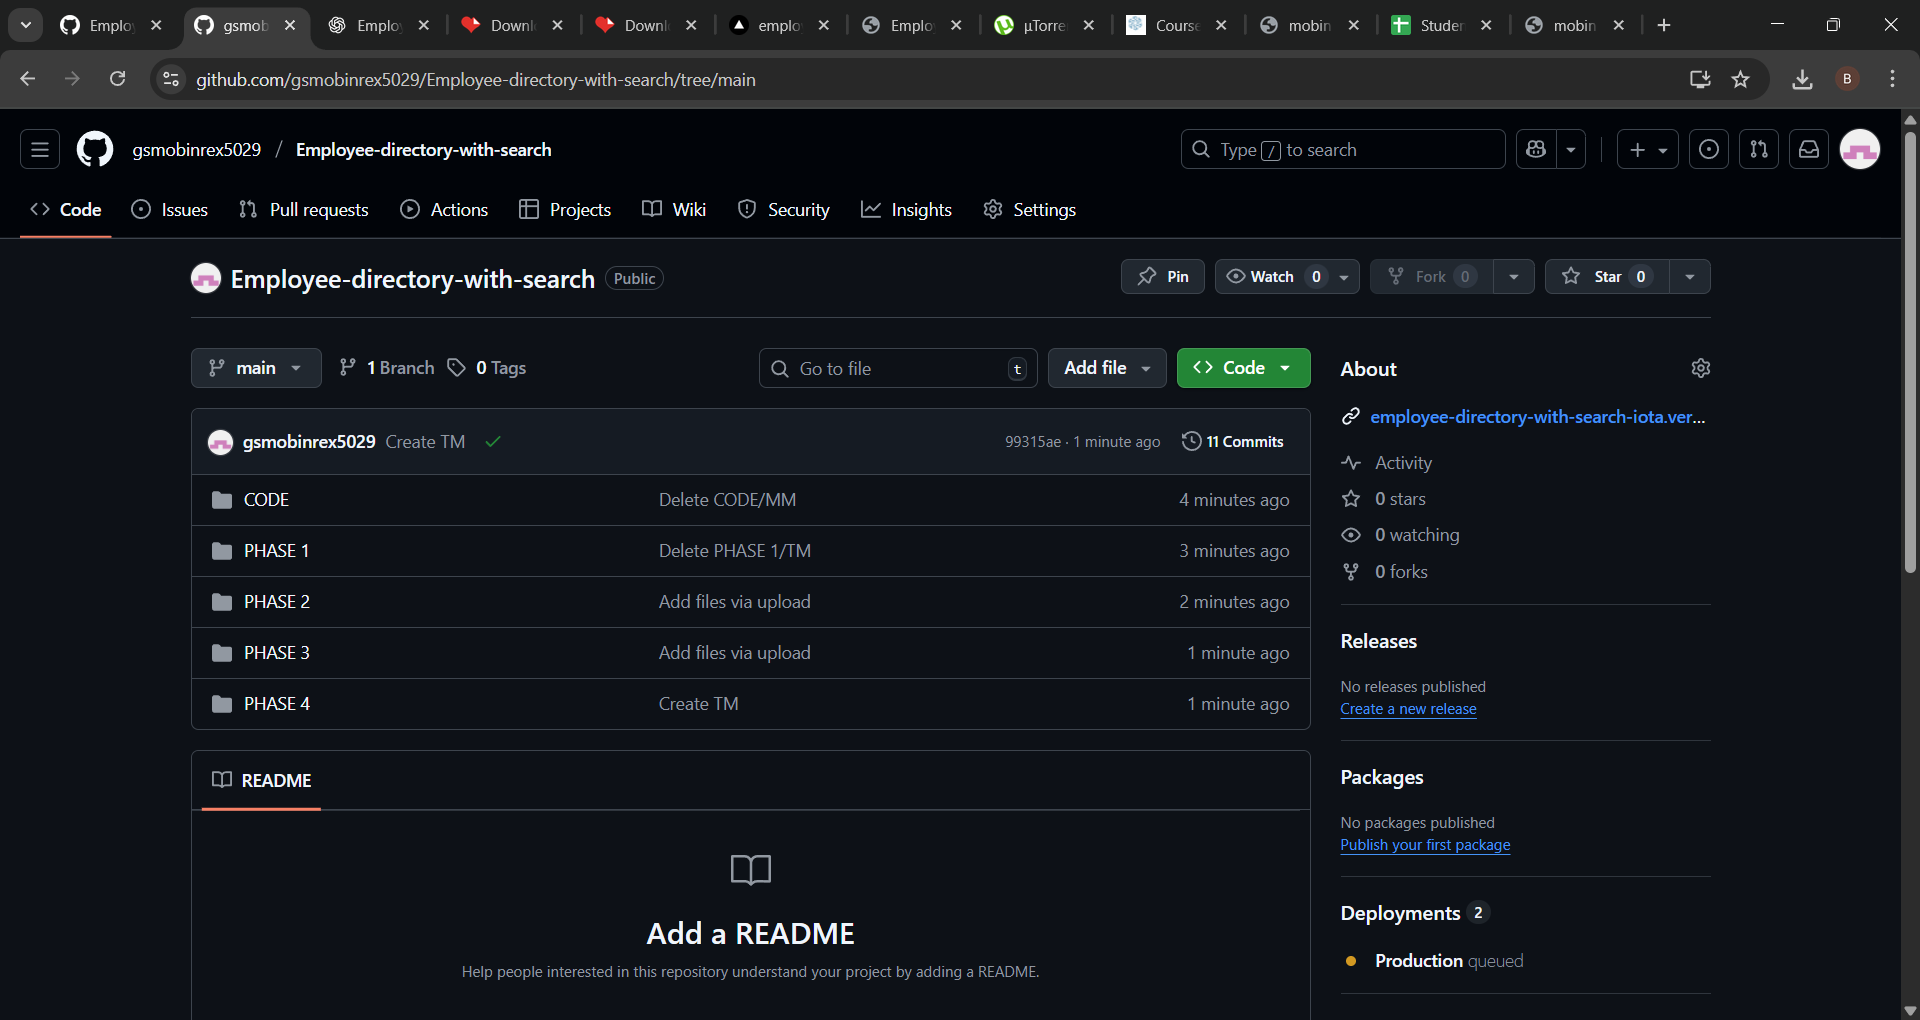 Employ
gsmob
Employ
Downl
Downl
emplo
Emplo
µTorre
Course
mobin
Studen
mobin
github.com/gsmobinrex5029/Employee-directory-with-search/tree/main
B
gsmobinrex5029 / Employee-directory-with-search
Type / to search
Code
Issues
Pull requests
Actions
Projects
Wiki
Security
Insights
Settings
Employee-directory-with-search Public
Pin
Watch 0
Fork 0
Star 0
main
1 Branch
0 Tags
Go to file t
Add file
Code
gsmobinrex5029 Create TM
99315ae · 1 minute ago
11 Commits
CODE Delete CODE/MM 4 minutes ago
PHASE 1 Delete PHASE 1/TM 3 minutes ago
PHASE 2 Add files via upload 2 minutes ago
PHASE 3 Add files via upload 1 minute ago
PHASE 4 Create TM 1 minute ago
README
Add a README
Help people interested in this repository understand your project by adding a README.
About
employee-directory-with-search-iota.ver...
Activity
0 stars
0 watching
0 forks
Releases
No releases published
Create a new release
Packages
No packages published
Publish your first package
Deployments 2
Production queued